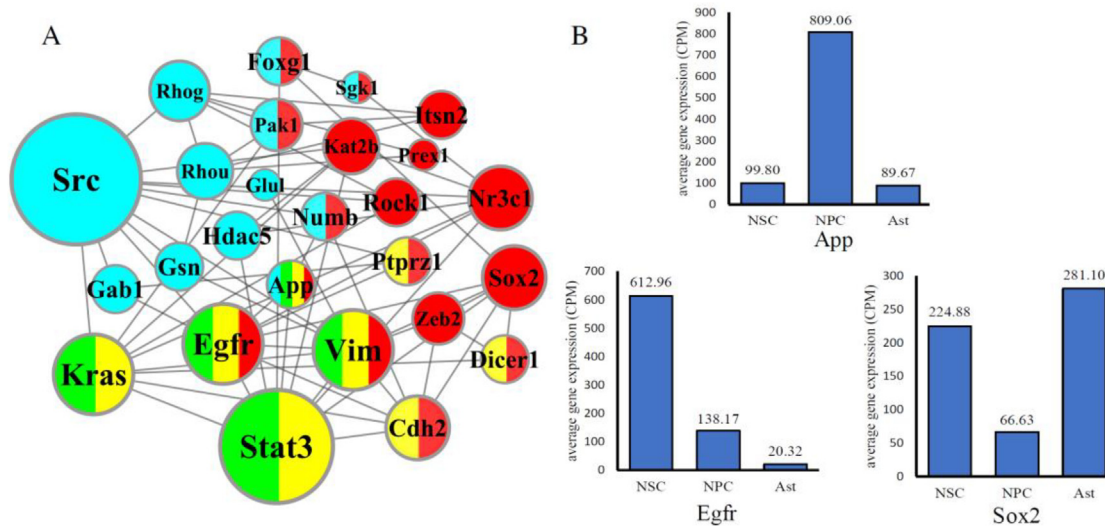 A
Foxg1
Sgk1
Rhog
Itsn2
Pak1
Kat2b
Prex1
Src
Rhou
Glul
Nr3c1
Rock1
Numb
Hdac5
Ptprz1
Gsn
Sox2
App
Gab1
Zeb2
Egfr
Vim
Dicer1
Kras
Cdh2
Stat3
B
average gene expression (CPM)
900
800
700
600
500
400
300
200
100
0
99.80
809.06
89.67
NSC NPC Ast
App
average gene expression (CPM)
700
600
500
400
300
200
100
0
612.96
138.17
20.32
NSC NPC Ast
Egfr
average gene expression (CPM)
300
250
200
150
100
50
0
224.88
66.63
281.10
NSC NPC Ast
Sox2